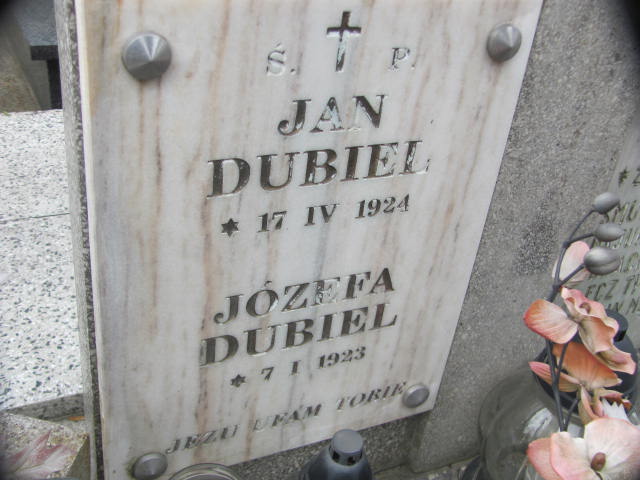 Ś. P.
JAN
DUBIEL
* 17 IV 1924
JÓZEFA
DUBIEL
* 7 I 1923
JEZU UFAM TOBIE